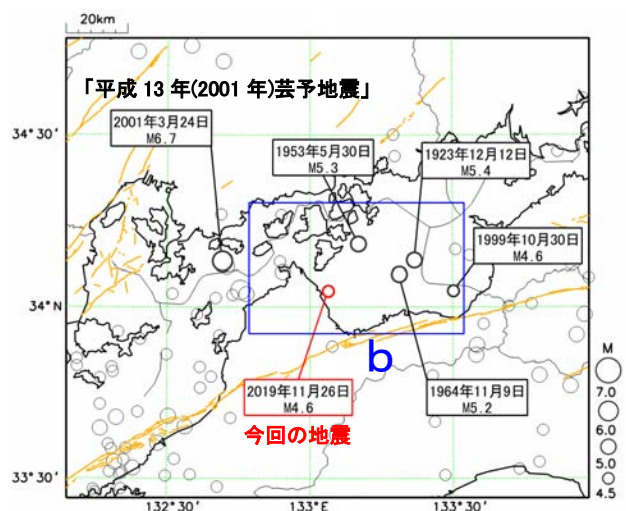 20km
「平成 13 年(2001 年)芸予地震」
34°30′
2001年3月24日
M6.7
1953年5月30日
M5.3
1923年12月12日
M5.4
1999年10月30日
M4.6
34°N
b
2019年11月26日
M4.6
今回の地震
1964年11月9日
M5.2
M
7.0
6.0
5.0
4.5
33°30′
132°30′
133°E
133°30′